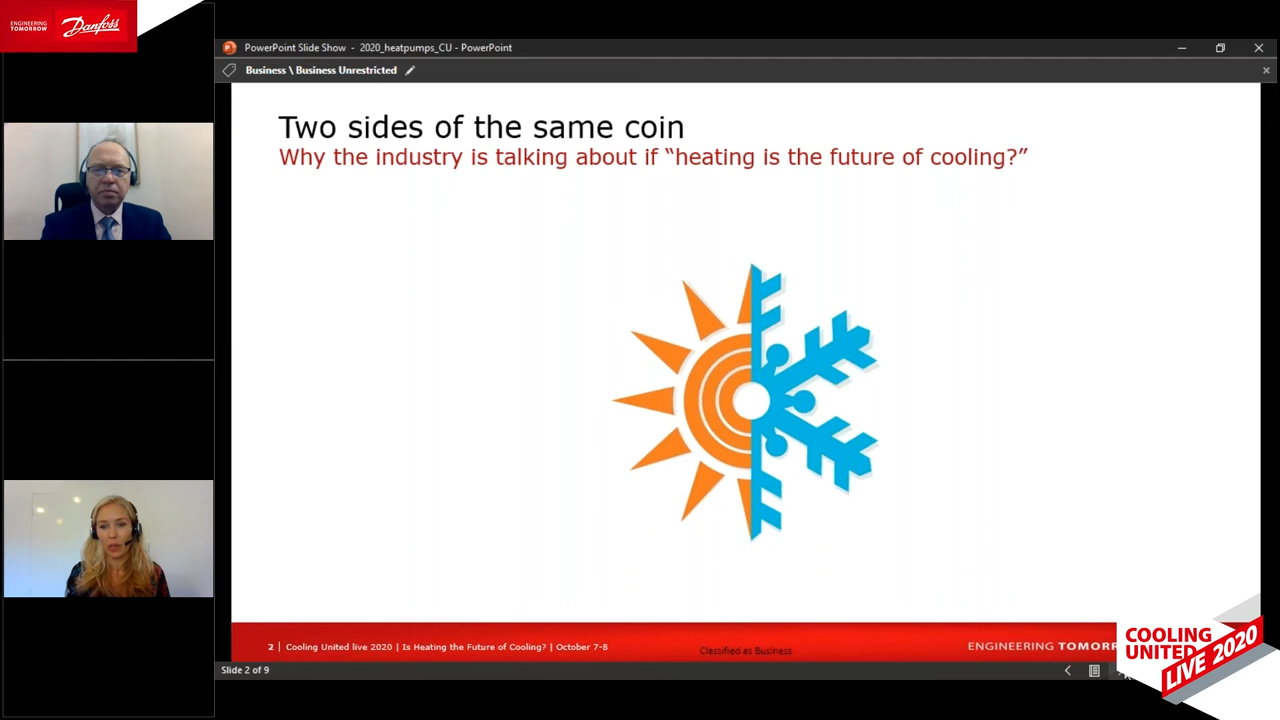 ENGINEERING
TOMORROW
Danfoss
PowerPoint Slide Show - 2020_heatpumps_CU - PowerPoint
Business \ Business Unrestricted
Two sides of the same coin
Why the industry is talking about if “heating is the future of cooling?”
2 | Cooling United live 2020 | Is Heating the Future of Cooling? | October 7-8
Classified as Business
ENGINEERING TOMORR
COOLING
UNITED
LIVE 2020
Slide 2 of 9